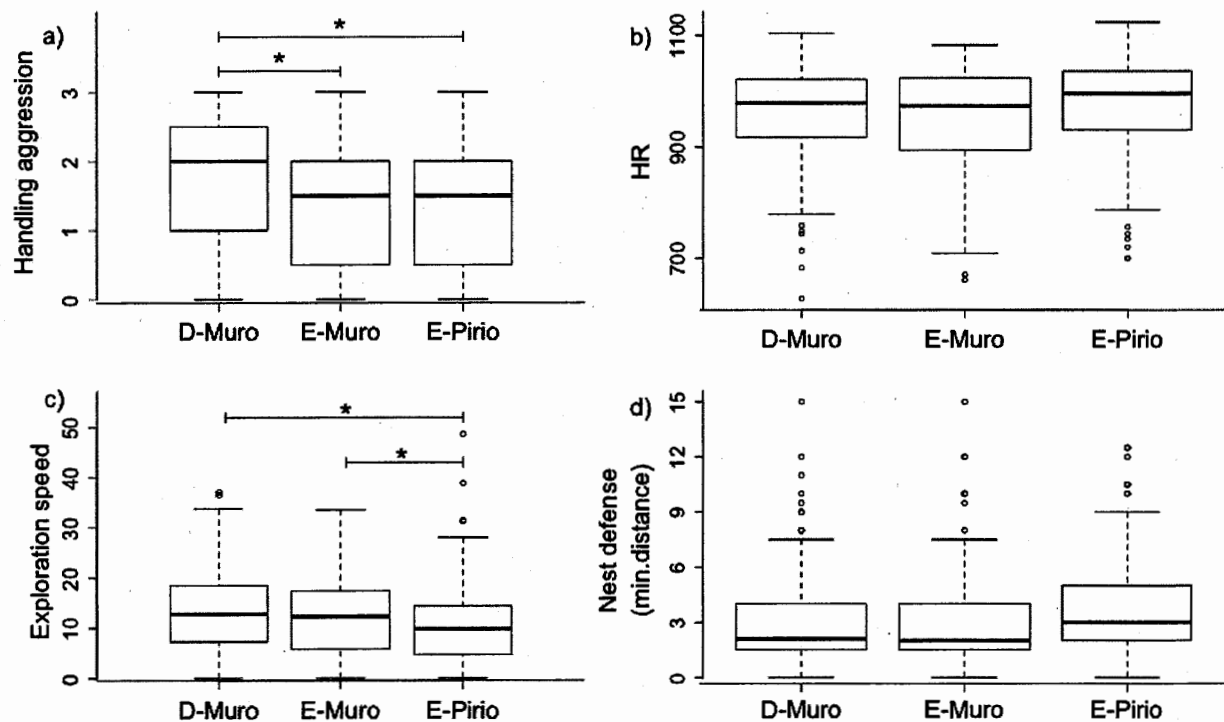 a)
*
*
Handling aggression
3
2
1
0
D-Muro
E-Muro
E-Pirio
b)
HR
1100
900
700
D-Muro
E-Muro
E-Pirio
c)
*
*
Exploration speed
50
40
30
20
10
0
D-Muro
E-Muro
E-Pirio
d)
Nest defense
(min.distance)
15
12
9
6
3
0
D-Muro
E-Muro
E-Pirio